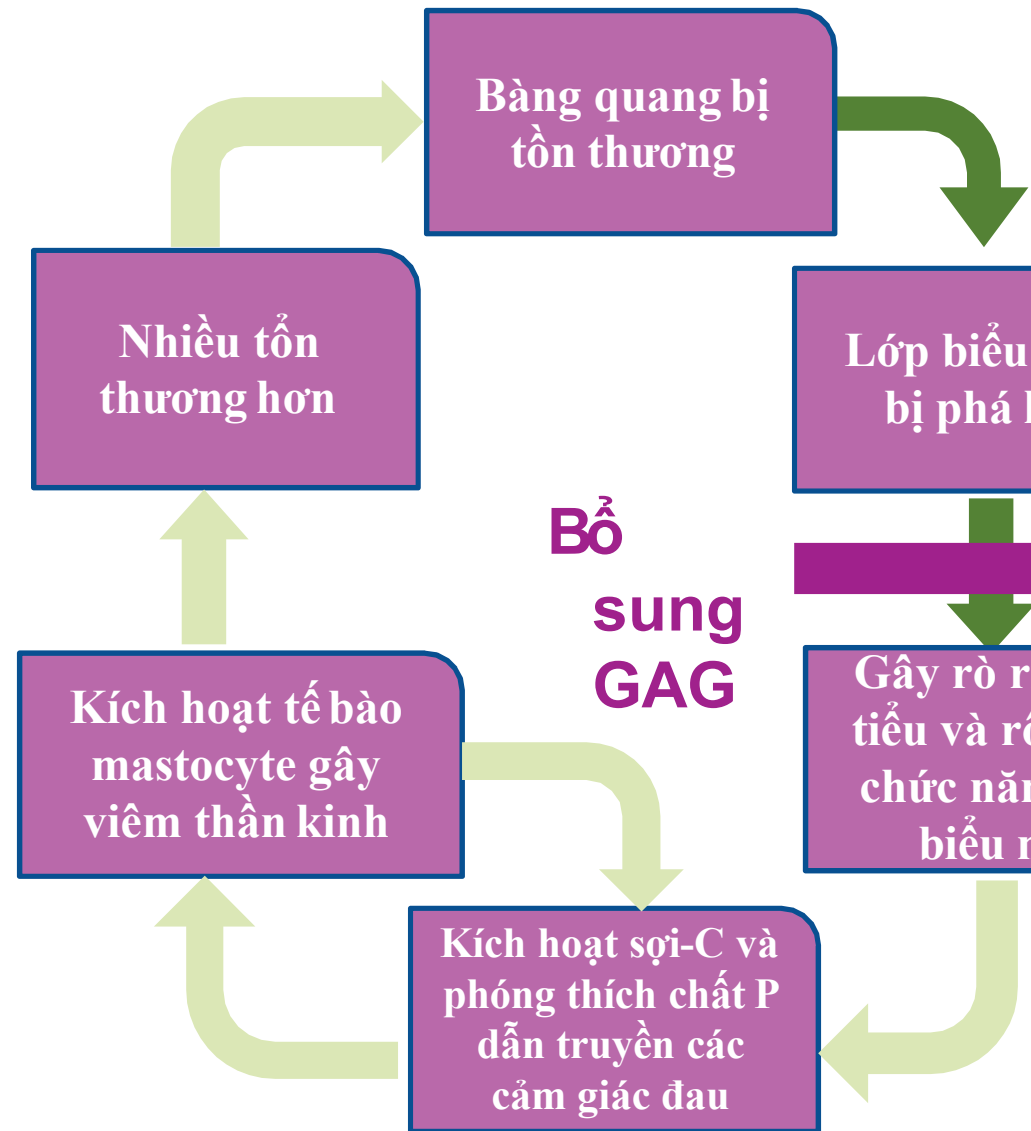 Bàng quang bị
tồn thương
Lớp biểu
bị phá
Gây rò
tiểu và
chức
biểu
Kích hoạt sợi-C và
phóng thích chất P
dẫn truyền các
cảm giác đau
Kích hoạt tế bào
mastocyte gây
viêm thần kinh
Nhiều tổn
thương hơn
Bổ
sung
GAG